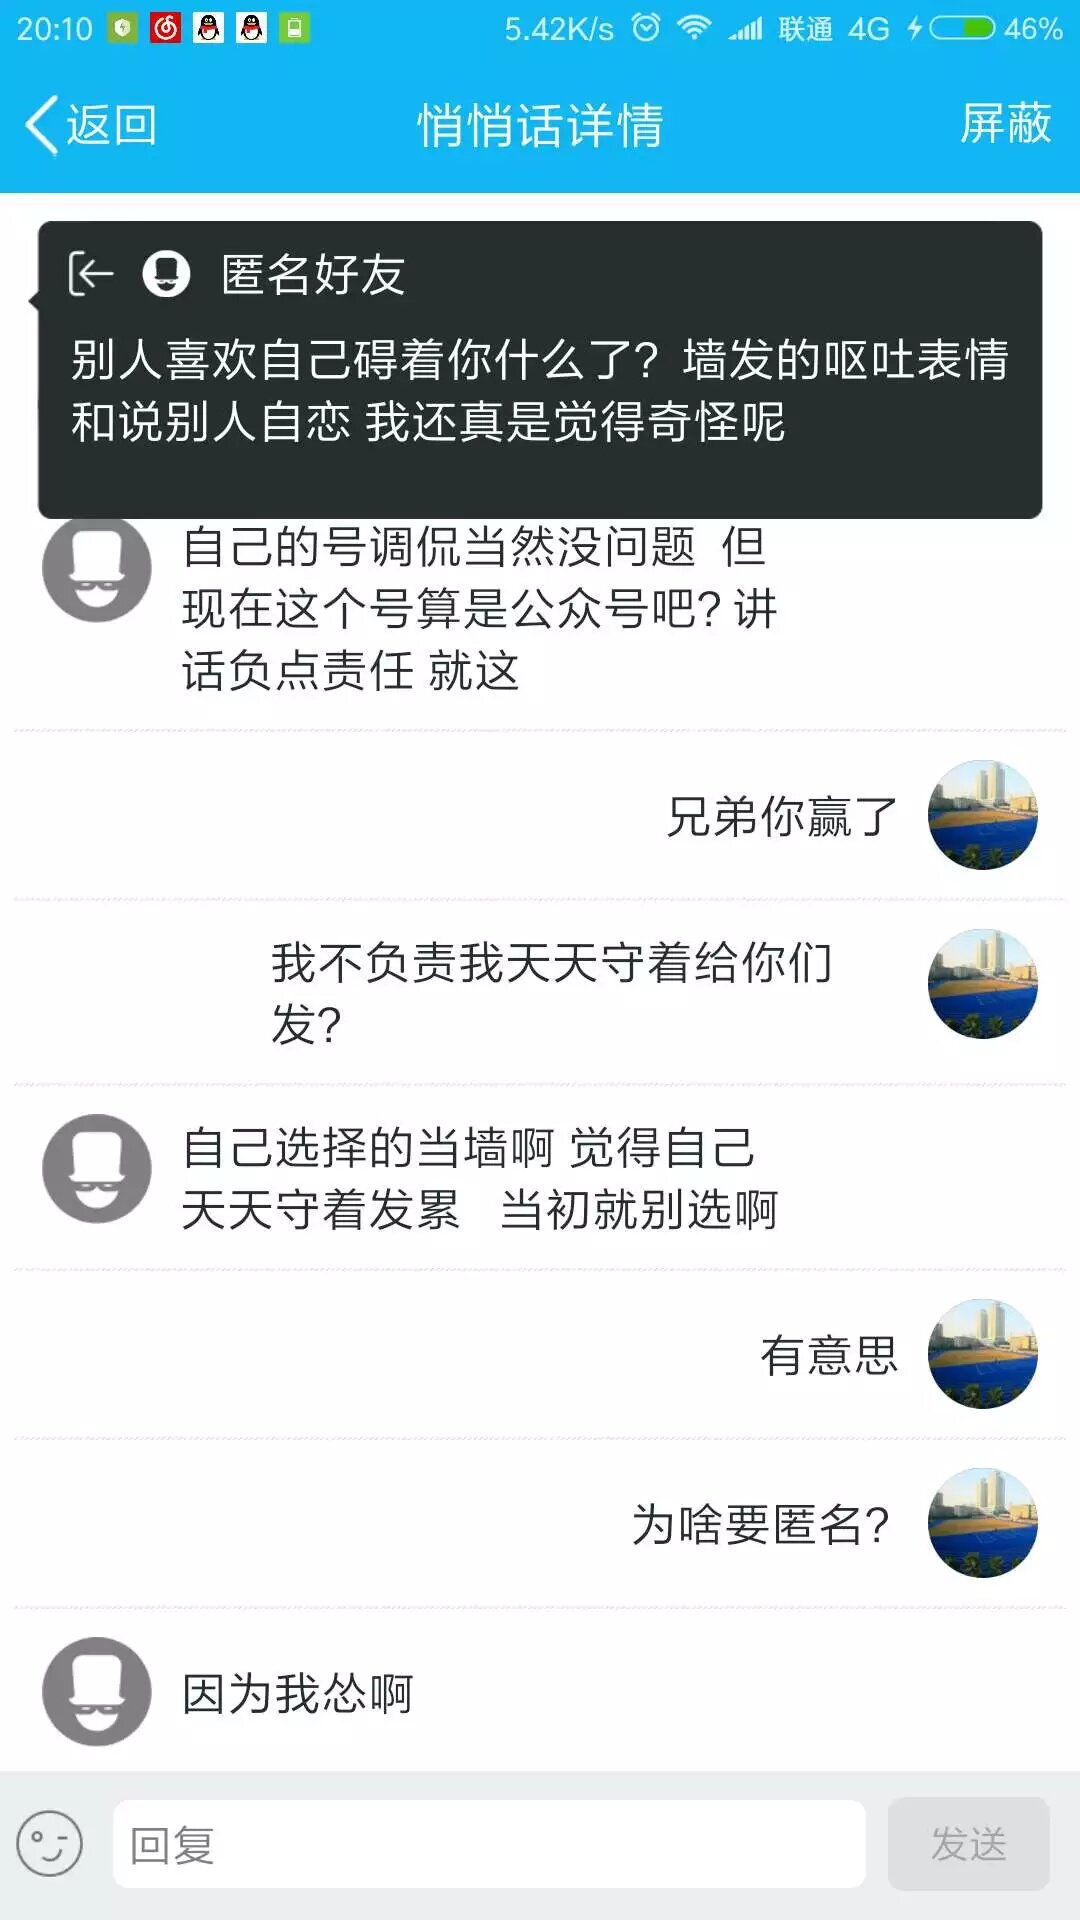 20:10 5.42K/s 联通 4G 46%
返回 悄悄话详情 屏蔽
匿名好友
别人喜欢自己碍着你什么了？墙发的呕吐表情
和说别人自恋 我还真是觉得奇怪呢
自己的号调侃当然没问题 但
现在这个号算是公众号吧？讲
话负点责任 就这
兄弟你赢了
我不负责我天天守着给你们
发？
自己选择的当墙啊 觉得自己
天天守着发累 当初就别选啊
有意思
为啥要匿名？
因为我怂啊
回复 发送